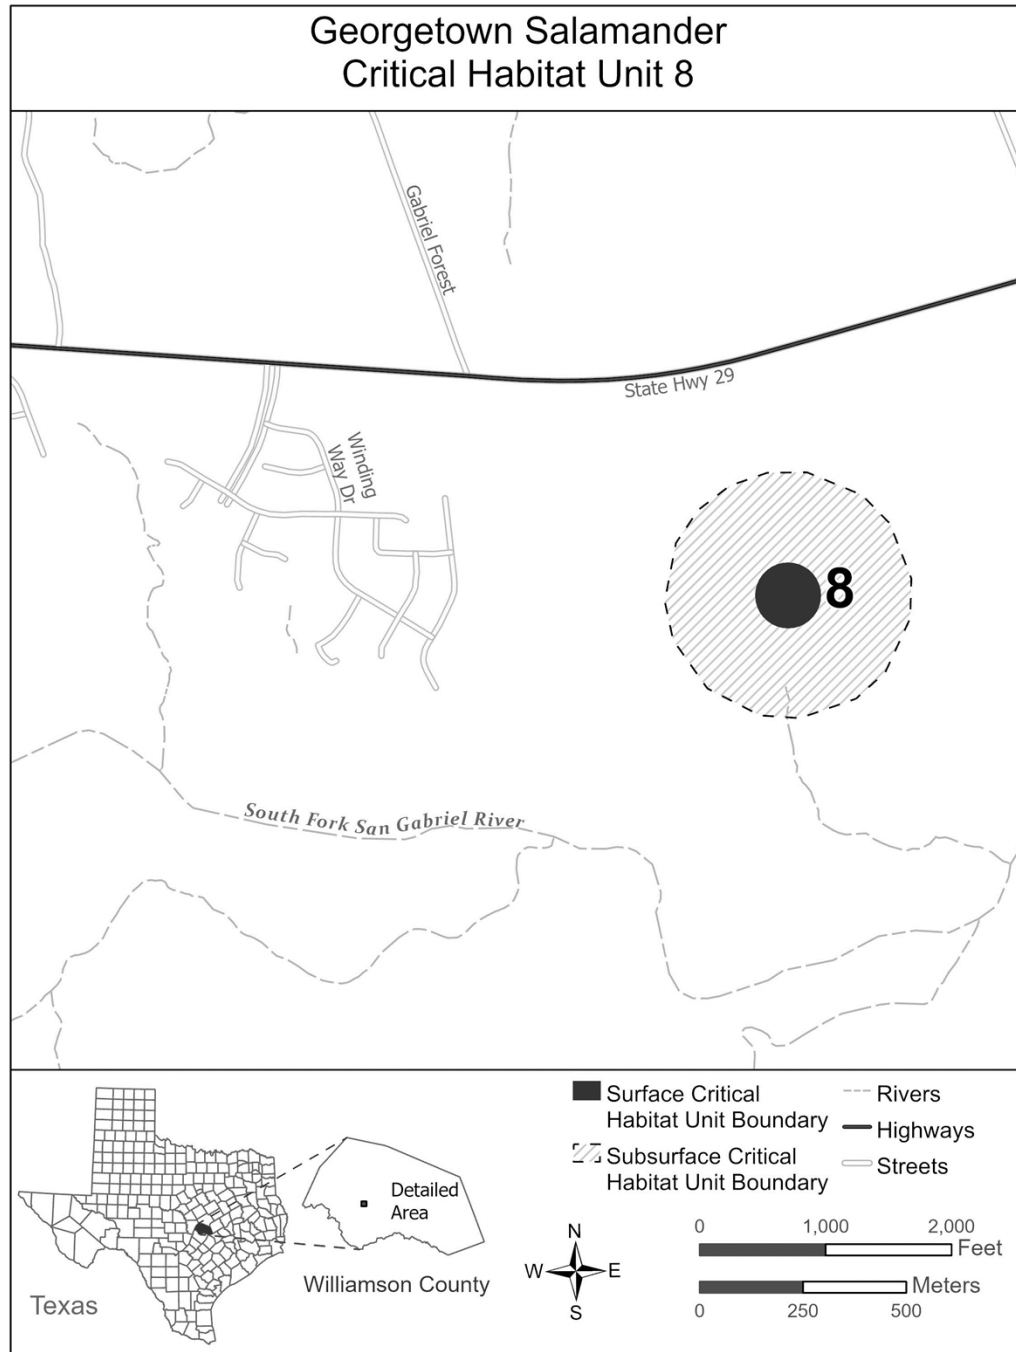 Georgetown Salamander
Critical Habitat Unit 8
Gabriel Forest
State Hwy 29
Winding
Way Dr
8
South Fork San Gabriel River
Texas
Detailed
Area
Williamson County
Surface Critical
Habitat Unit Boundary
Subsurface Critical
Habitat Unit Boundary
Rivers
Highways
Streets
N
W E
S
0 1,000 2,000
Feet
Meters
0 250 500